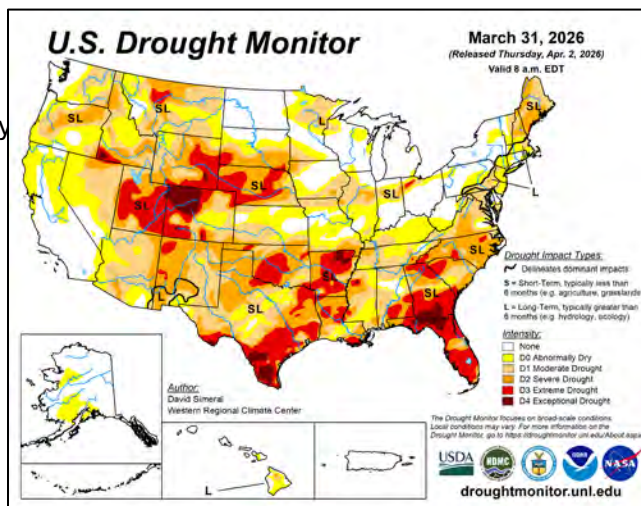 U.S. Drought Monitor
March 31, 2026
(Released Thursday, Apr. 2, 2026)
Valid 8 a.m. EDT
y
SL
SL
L
SL
SL
L
SL
SL
SL
SL
SL
SL
L
Drought Impact Types:
Delineates dominant impacts
S = Short-Term, typically less than
6 months (e.g. agriculture, grasslands
L = Long-Term, typically greater than
6 months (e.g. hydrology, ecology)
Intensity:
None
D0 Abnormally Dry
D1 Moderate Drought
D2 Severe Drought
D3 Extreme Drought
D4 Exceptional Drought
Author:
David Simeral
Western Regional Climate Center
L
The Drought Monitor focuses on broad-scale conditions.
Local conditions may vary. For more information on the
Drought Monitor, go to https://droughtmonitor.unl.edu/About.aspx
USDA
NDMC
NOAA
NASA
droughtmonitor.unl.edu